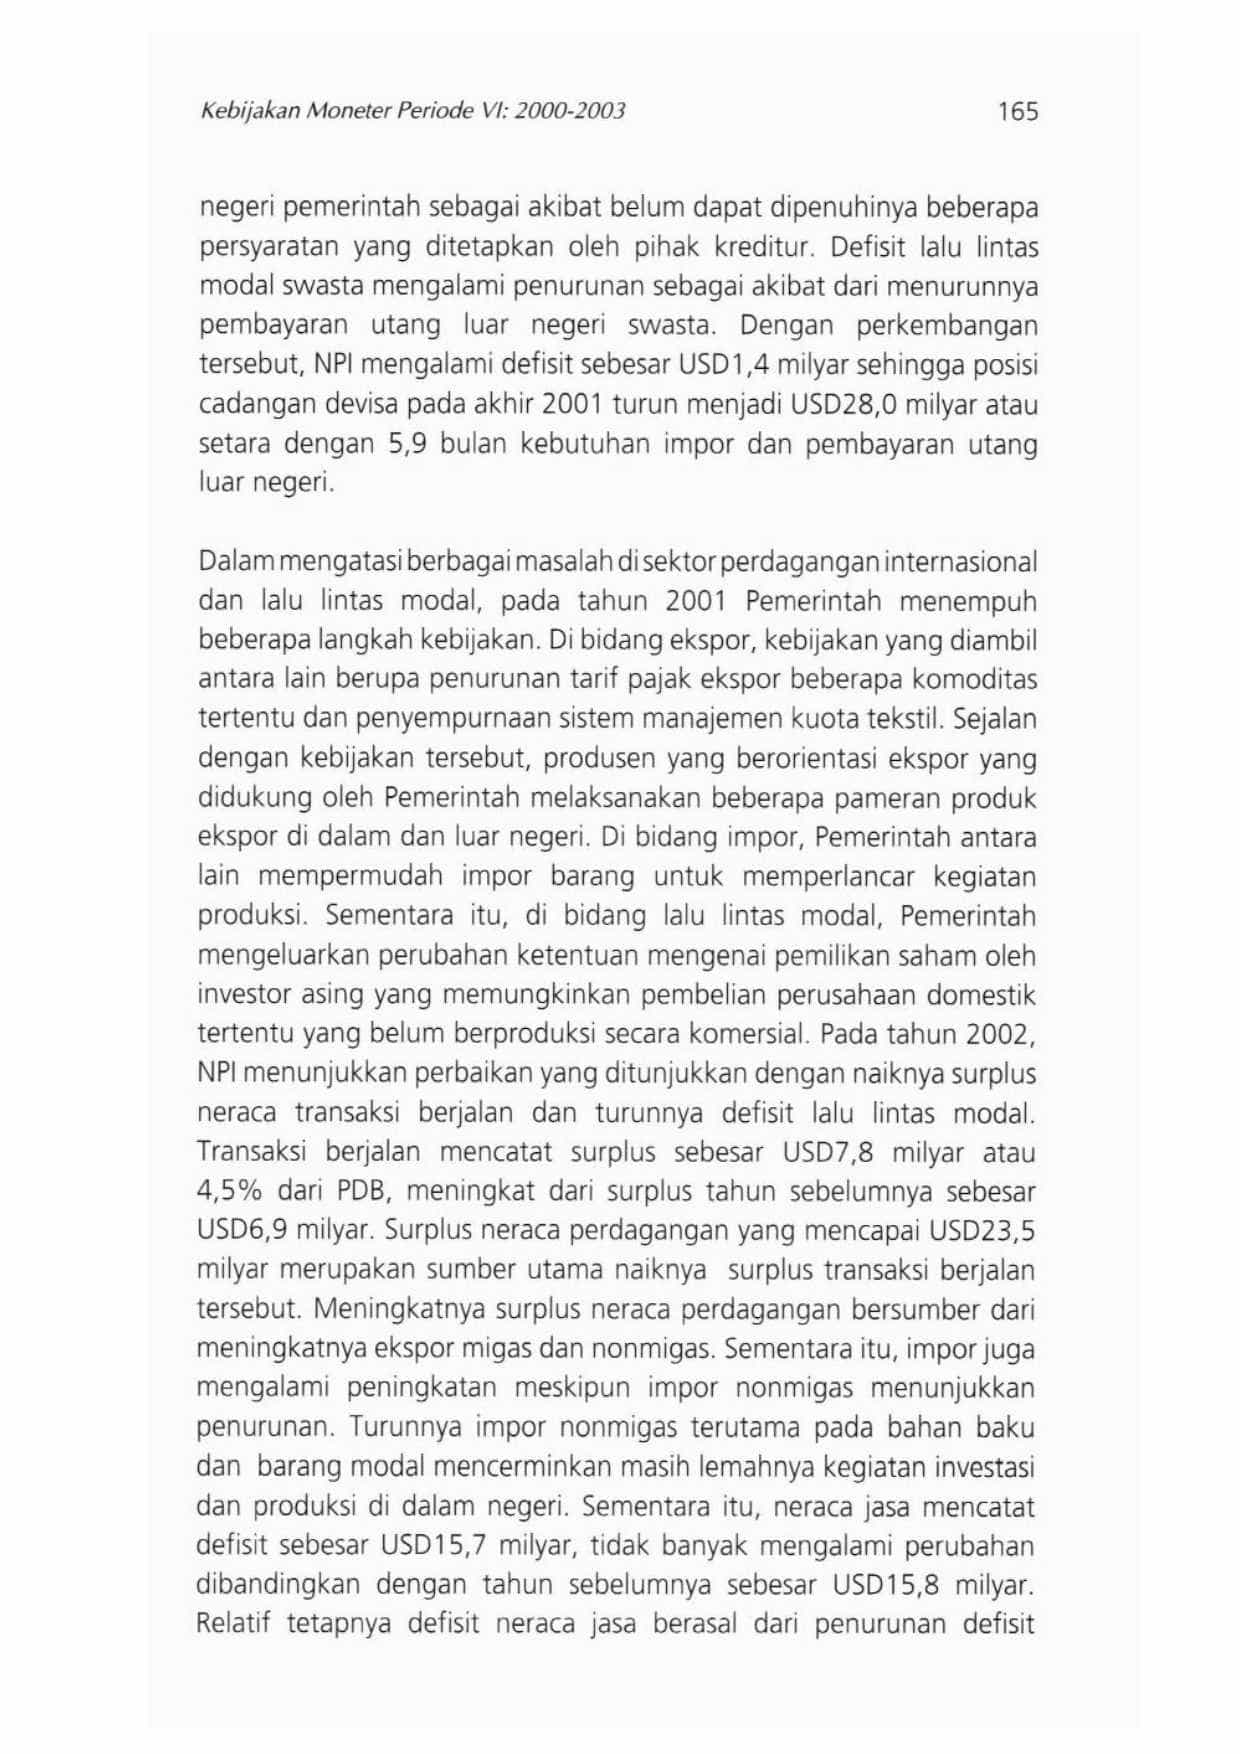 Kebijakan Moneter Periode VI: 2000-2003 165
negeri pemerintah sebagai akibat belum dapat dipenuhinya beberapa
persyaratan yang ditetapkan oleh pihak kreditur. Defisit lalu lintas
modal swasta mengalami penurunan sebagai akibat dari menurunnya
pembayaran utang luar negeri swasta. Dengan perkembangan
tersebut, NPI mengalami defisit sebesar USD1,4 milyar sehingga posisi
cadangan devisa pada akhir 2001 turun menjadi USD28,0 milyar atau
setara dengan 5,9 bulan kebutuhan impor dan pembayaran utang
luar negeri.
Dalam mengatasi berbagai masalah di sektor perdagangan internasional
dan lalu lintas modal, pada tahun 2001 Pemerintah menempuh
beberapa langkah kebijakan. Di bidang ekspor, kebijakan yang diambil
antara lain berupa penurunan tarif pajak ekspor beberapa komoditas
tertentu dan penyempurnaan sistem manajemen kuota tekstil. Sejalan
dengan kebijakan tersebut, produsen yang berorientasi ekspor yang
didukung oleh Pemerintah melaksanakan beberapa pameran produk
ekspor di dalam dan luar negeri. Di bidang impor, Pemerintah antara
lain mempermudah impor barang untuk memperlancar kegiatan
produksi. Sementara itu, di bidang lalu lintas modal, Pemerintah
mengeluarkan perubahan ketentuan mengenai pemilikan saham oleh
investor asing yang memungkinkan pembelian perusahaan domestik
tertentu yang belum berproduksi secara komersial. Pada tahun 2002,
NPI menunjukkan perbaikan yang ditunjukkan dengan naiknya surplus
neraca transaksi berjalan dan turunnya defisit lalu lintas modal.
Transaksi berjalan mencatat surplus sebesar USD7,8 milyar atau
4,5% dari PDB, meningkat dari surplus tahun sebelumnya sebesar
USD6,9 milyar. Surplus neraca perdagangan yang mencapai USD23,5
milyar merupakan sumber utama naiknya surplus transaksi berjalan
tersebut. Meningkatnya surplus neraca perdagangan bersumber dari
meningkatnya ekspor migas dan nonmigas. Sementara itu, impor juga
mengalami peningkatan meskipun impor nonmigas menunjukkan
penurunan. Turunnya impor nonmigas terutama pada bahan baku
dan barang modal mencerminkan masih lemahnya kegiatan investasi
dan produksi di dalam negeri. Sementara itu, neraca jasa mencatat
defisit sebesar USD15,7 milyar, tidak banyak mengalami perubahan
dibandingkan dengan tahun sebelumnya sebesar USD15,8 milyar.
Relatif tetapnya defisit neraca jasa berasal dari penurunan defisit